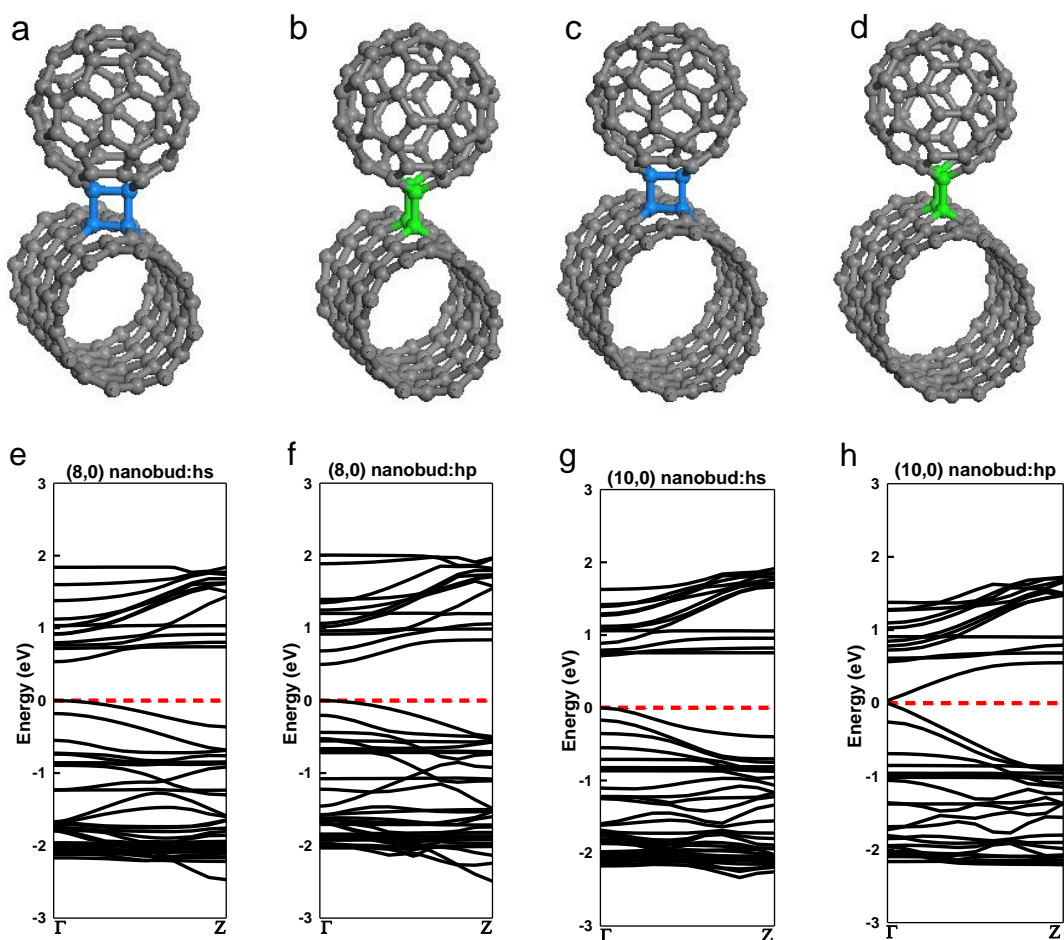 a b c d
e f g h
(8,0) nanobud:hs
(8,0) nanobud:hp
(10,0) nanobud:hs
(10,0) nanobud:hp
Energy (eV)
3
2
1
0
-1
-2
-3
Γ Z
Energy (eV)
3
2
1
0
-1
-2
-3
Γ Z
Energy (eV)
3
2
1
0
-1
-2
-3
Γ Z
Energy (eV)
3
2
1
0
-1
-2
-3
Γ Z